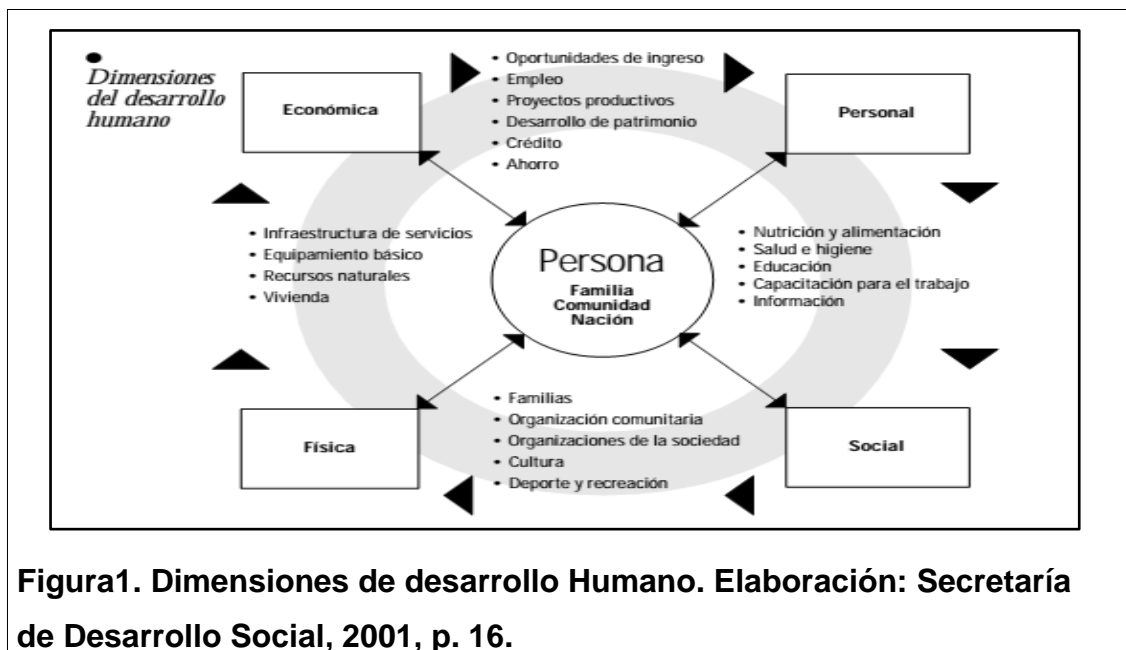 Dimensiones
del desarrollo
humano
Económica
• Oportunidades de ingreso
• Empleo
• Proyectos productivos
• Desarrollo de patrimonio
• Crédito
• Ahorro
Personal
• Infraestructura de servicios
• Equipamiento básico
• Recursos naturales
• Vivienda
Persona
Familia
Comunidad
Nación
• Nutrición y alimentación
• Salud e higiene
• Educación
• Capacitación para el trabajo
• Información
Física
• Familias
• Organización comunitaria
• Organizaciones de la sociedad
• Cultura
• Deporte y recreación
Social
Figura1. Dimensiones de desarrollo Humano. Elaboración: Secretaría
de Desarrollo Social, 2001, p. 16.